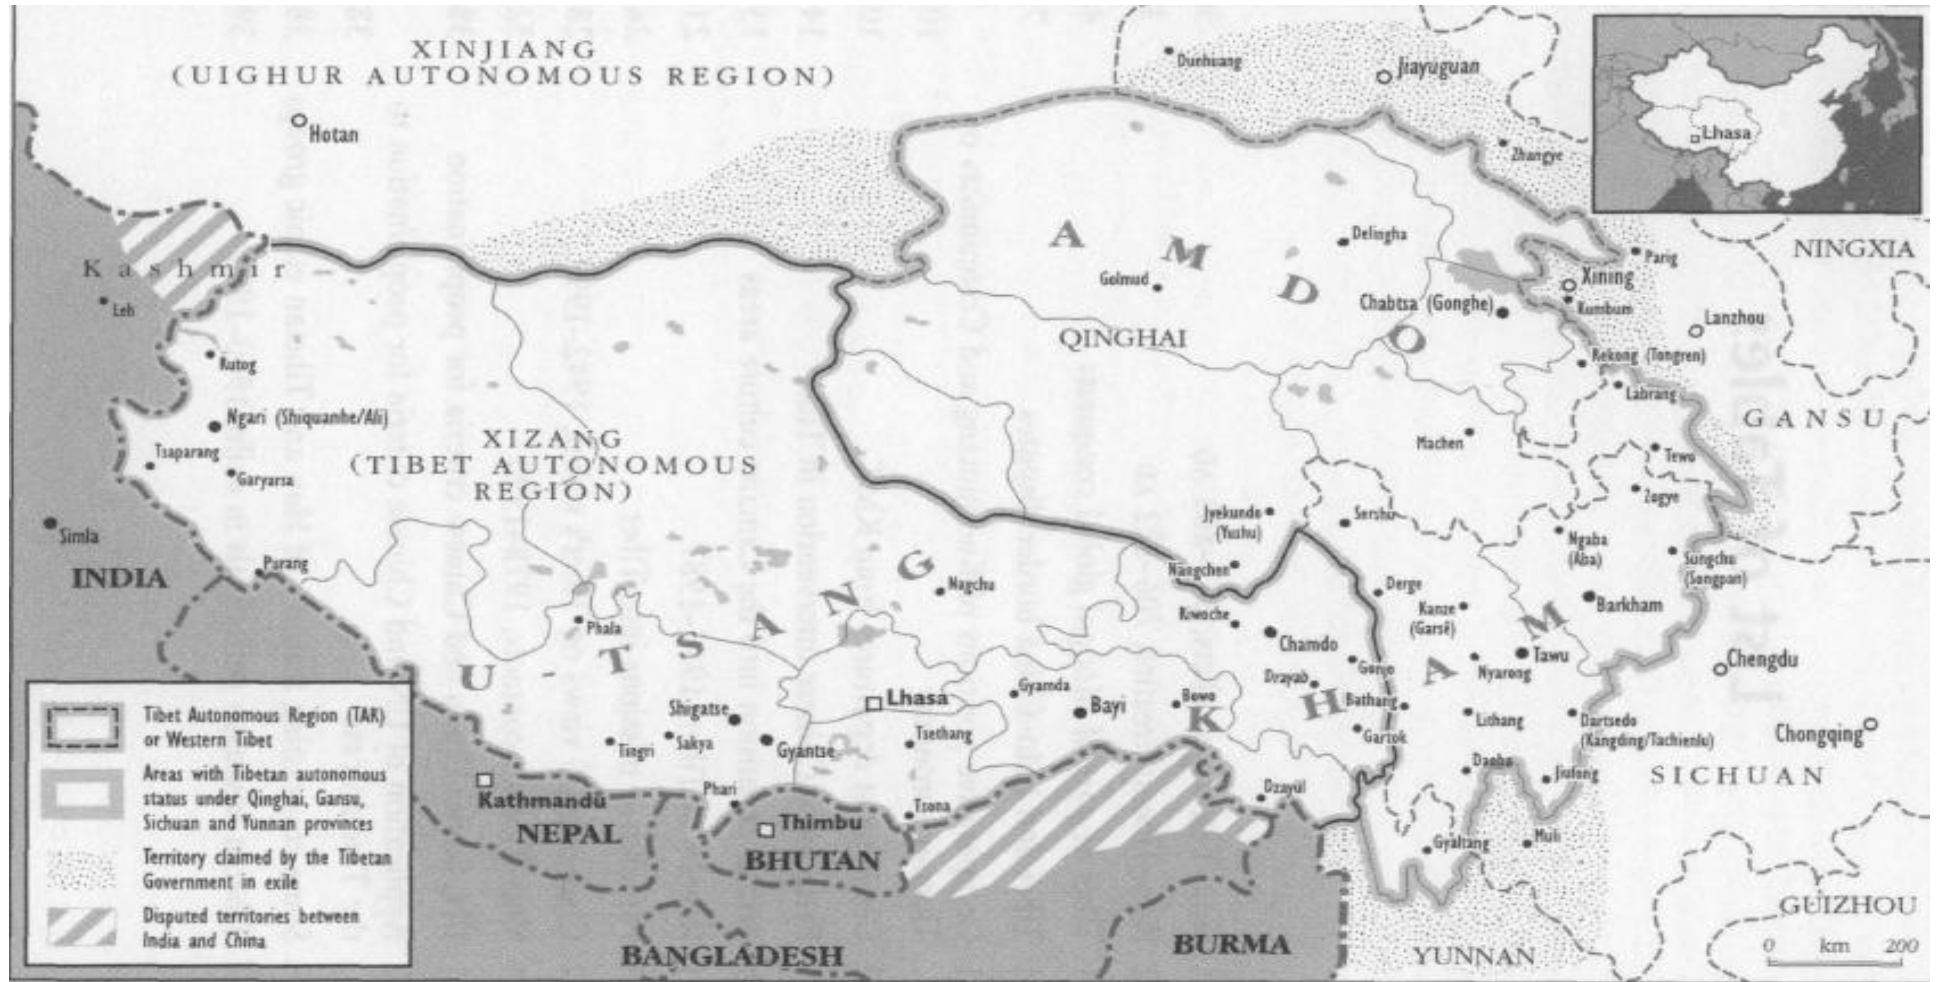 XINJIANG
(UIGHUR AUTONOMOUS REGION)
Hotan
Dunhuang
Jiayuguan
Zhangye
Lhasa
Kashmir
Leh
Rutog
Ngari (Shiquanhe/Ali)
Tsaparang
Garyarsa
Simla
INDIA
Purang
XIZANG
(TIBET AUTONOMOUS
REGION)
AMDO
Delingha
Golmud
QINGHAI
Chabtsa (Gonghe)
Xining
Kumbum
Parig
NINGXIA
Lanzhou
Rekong (Tongren)
Labrang
GANSU
Machen
Tewo
Zogye
Jyekundo
(Yushu)
Sershu
Ngaba
(Aba)
Sungchu
(Songpan)
Nangchen
Derge
Kanze
(Garsê)
Barkham
Riwoche
Chamdo
Gonjo
Drayab
Nyarong
Tawu
Chengdu
Nagchu
Phala
U TSANG
Shigatse
Lhasa
Gyamda
Bayi
Bowo
KHAM
Bathang
Lithang
Dartsedo
(Kangding/Tachienlu)
Chongqing
Tingri
Sakya
Gyantse
Tsethang
Gartok
Daoba
Jiulong
SICHUAN
Kathmandu
Phari
Tsona
Dzayül
NEPAL
Thimbu
BHUTAN
Gyaltang
Muli
BANGLADESH
BURMA
YUNNAN
GUIZHOU
0 km 200
Tibet Autonomous Region (TAR)
or Western Tibet
Areas with Tibetan autonomous
status under Qinghai, Gansu,
Sichuan and Yunnan provinces
Territory claimed by the Tibetan
Government in exile
Disputed territories between
India and China